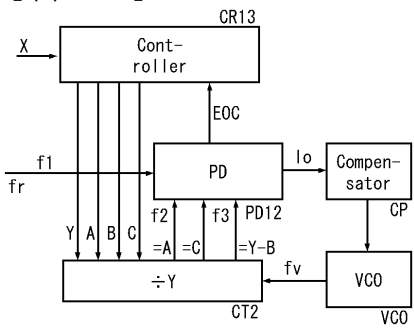 CR13
X
Cont-
roller
EOC
f1
fr
PD
Io
Compen-
sator
Y
A
B
C
f2
f3
PD12
CP
=A
=C
=Y-B
÷Y
fv
VCO
CT2
VCO